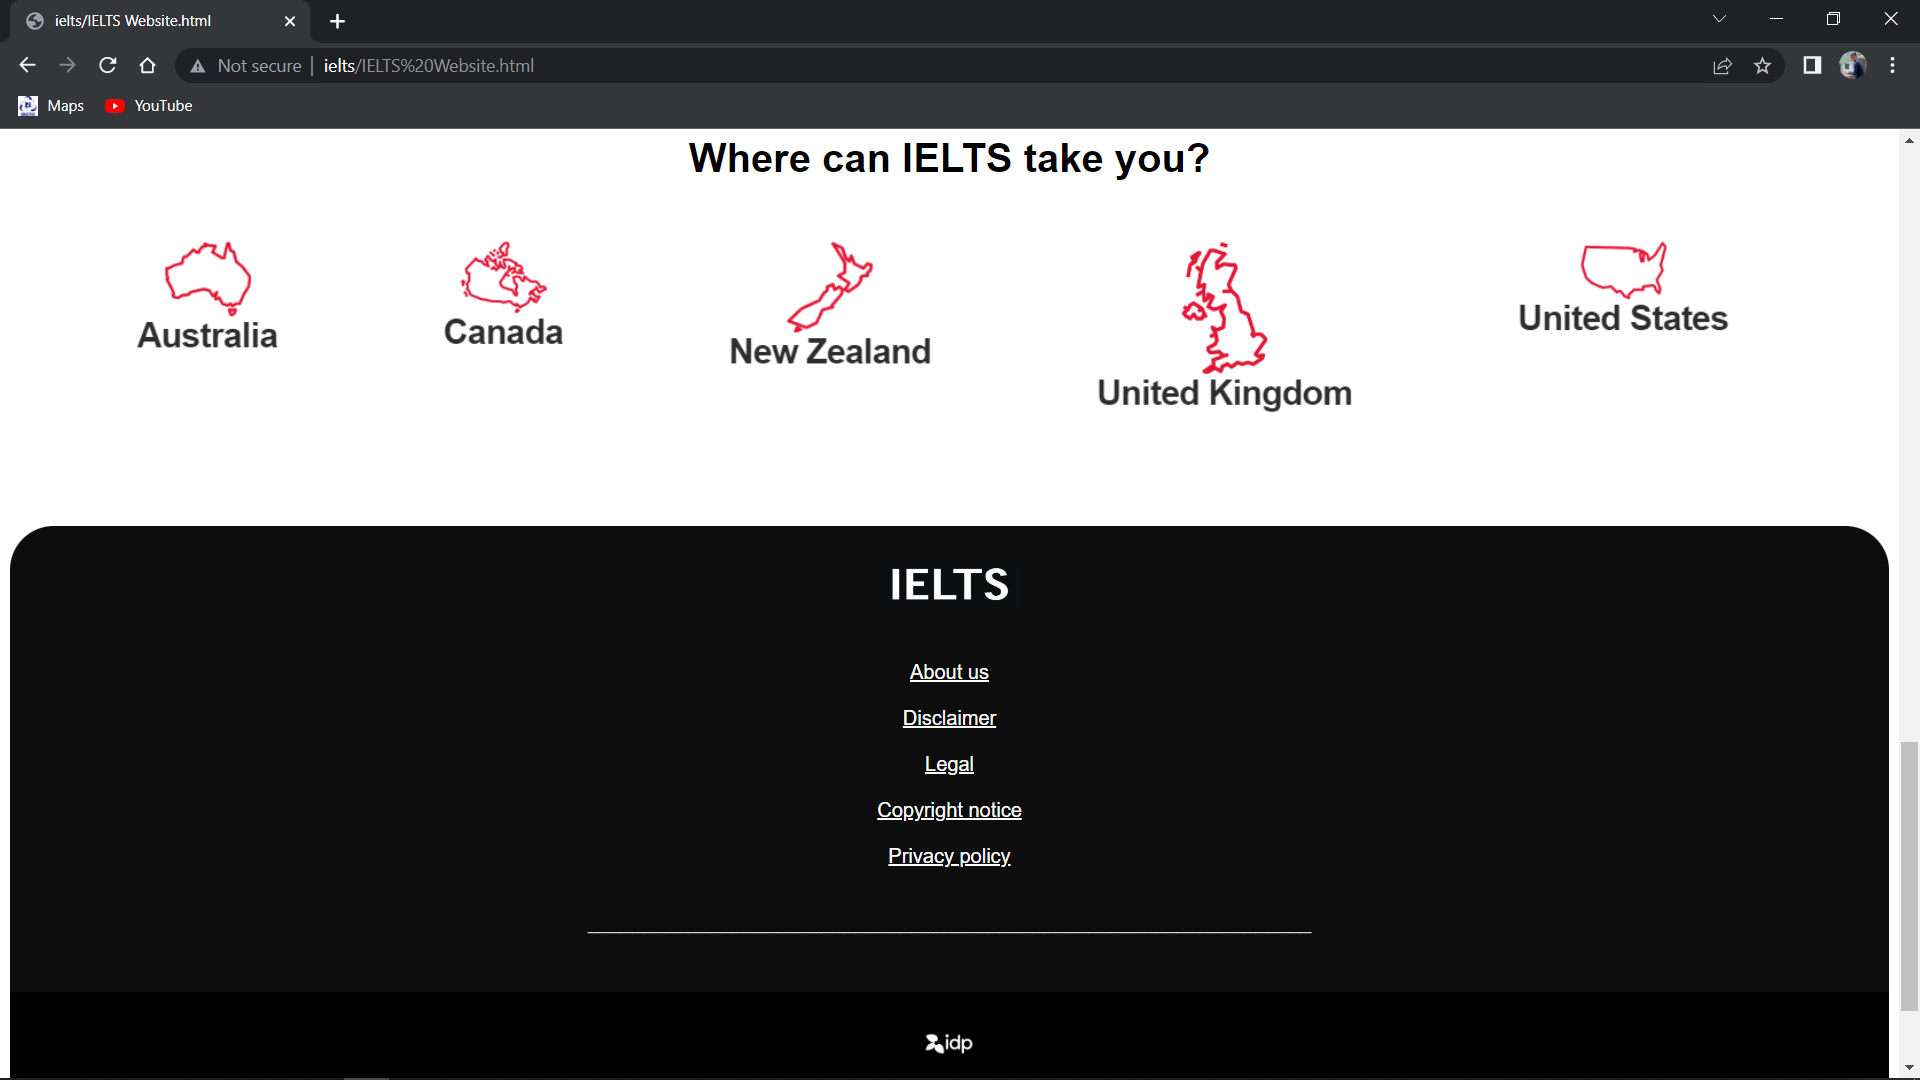 ielts/IELTS Website.html
Not secure | ielts/IELTS%20Website.html
Maps YouTube
Where can IELTS take you?
Australia
Canada
New Zealand
United Kingdom
United States
IELTS
About us
Disclaimer
Legal
Copyright notice
Privacy policy
idp